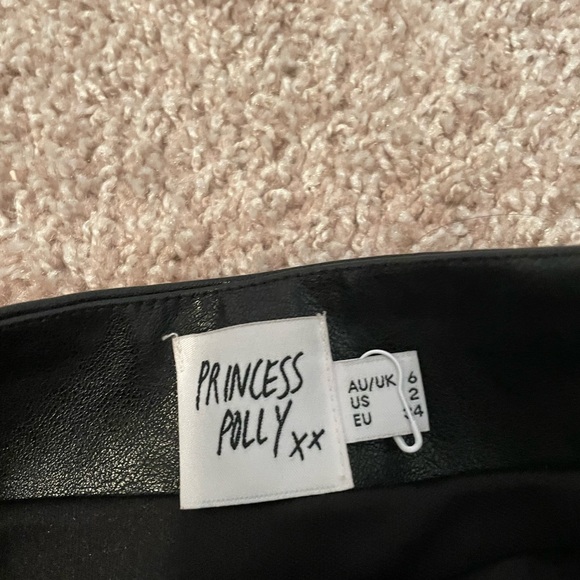 PRINCESS
POLLY xx
AU/UK 6
US 2
EU 34